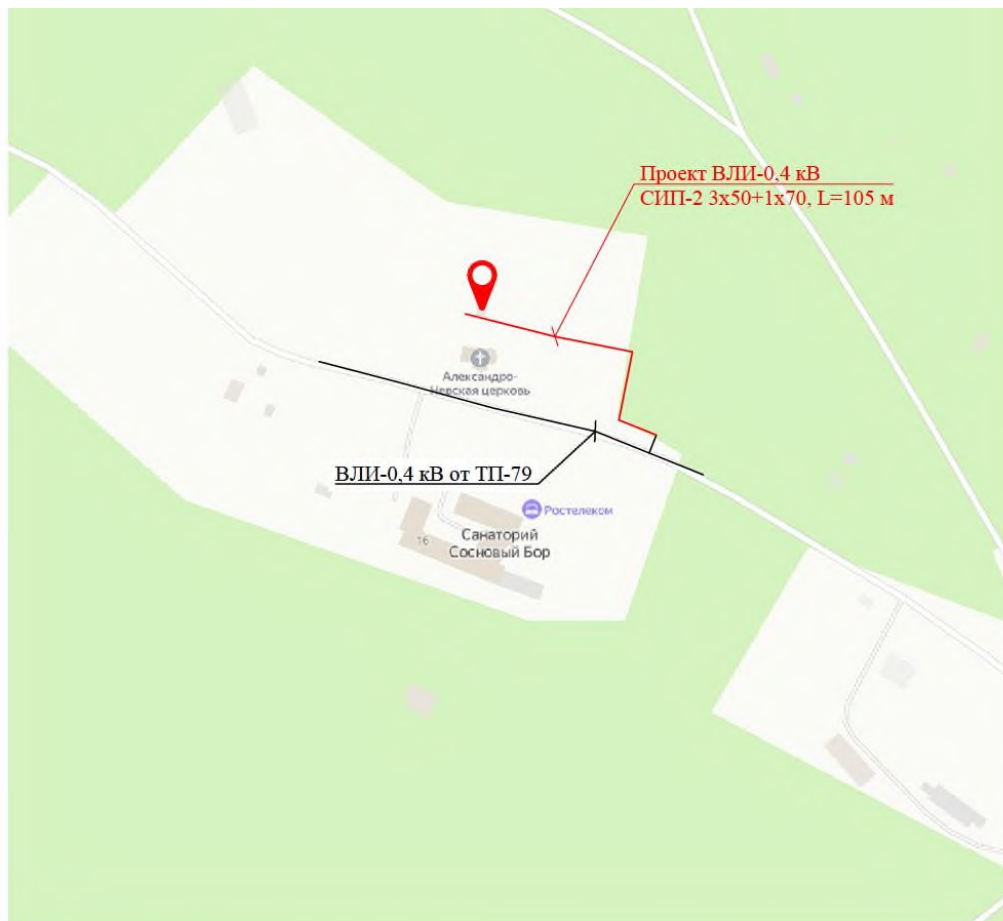 Проект ВЛИ-0,4 кВ
СИП-2 3х50+1х70, L=105 м
Александро-
Невская церковь
ВЛИ-0,4 кВ от ТП-79
Ростелеком
Санаторий
Сосновый Бор
16